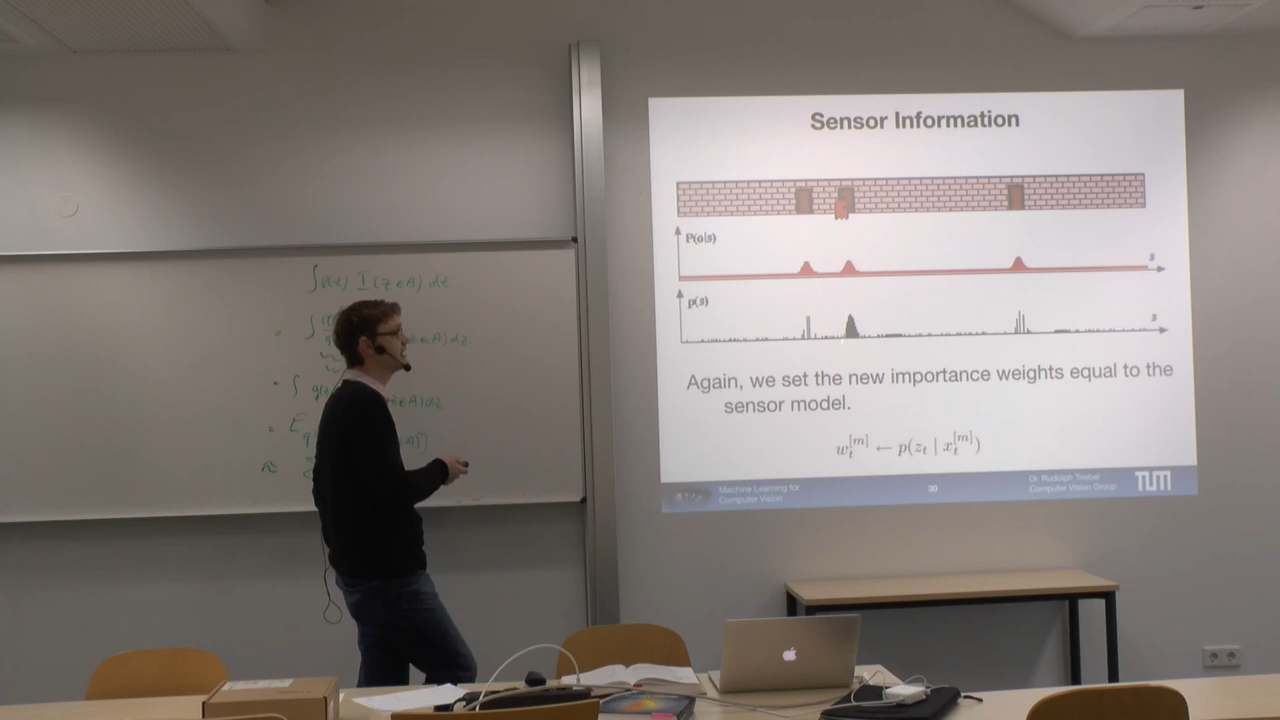 Sensor Information
P(o|s)
s
p(s)
s
Again, we set the new importance weights equal to the
sensor model.
w_t^{[m]} ← p(z_t | x_t^{[m]})
Machine Learning for
Computer Vision
30
Dr. Rudolph Triebel
Computer Vision Group
TUM
∫ p(z) I(z ∈ A) dz